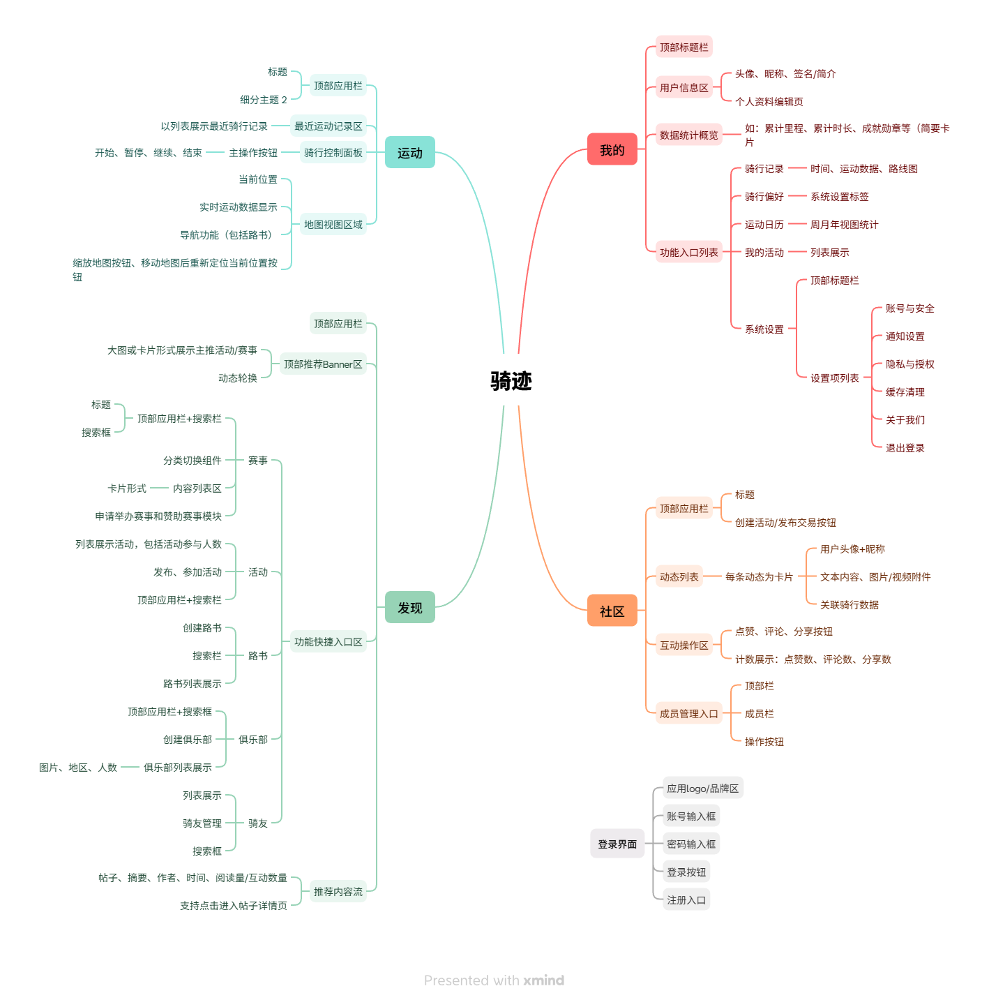 骑迹
我的
顶部标题栏
用户信息区
头像、昵称、签名/简介
个人资料编辑页
数据统计概览
如：累计里程、累计时长、成就勋章等（简要卡
片
功能入口列表
骑行记录
时间、运动数据、路线图
骑行偏好
系统设置标签
运动日历
周月年视图统计
我的活动
列表展示
系统设置
顶部标题栏
设置项列表
账号与安全
通知设置
隐私与授权
缓存清理
关于我们
退出登录
社区
顶部应用栏
标题
创建活动/发布交易按钮
动态列表
每条动态为卡片
用户头像+昵称
文本内容、图片/视频附件
关联骑行数据
互动操作区
点赞、评论、分享按钮
计数展示：点赞数、评论数、分享数
成员管理入口
顶部栏
成员栏
操作按钮
运动
顶部应用栏
标题
细分主题 2
最近运动记录区
以列表展示最近骑行记录
骑行控制面板
主操作按钮
开始、暂停、继续、结束
地图视图区域
当前位置
实时运动数据显示
导航功能（包括路书）
缩放地图按钮、移动地图后重新定位当前位置按
钮
发现
顶部应用栏
顶部推荐Banner区
大图或卡片形式展示主推活动/赛事
动态轮换
功能快捷入口区
赛事
顶部应用栏+搜索栏
标题
搜索框
分类切换组件
内容列表区
卡片形式
申请举办赛事和赞助赛事模块
活动
列表展示活动，包括活动参与人数
发布、参加活动
顶部应用栏+搜索栏
路书
创建路书
搜索栏
路书列表展示
俱乐部
顶部应用栏+搜索框
创建俱乐部
俱乐部列表展示
图片、地区、人数
骑友
列表展示
骑友管理
搜索框
推荐内容流
帖子、摘要、作者、时间、阅读量/互动数量
支持点击进入帖子详情页
登录界面
应用logo/品牌区
账号输入框
密码输入框
登录按钮
注册入口
Presented with xmind